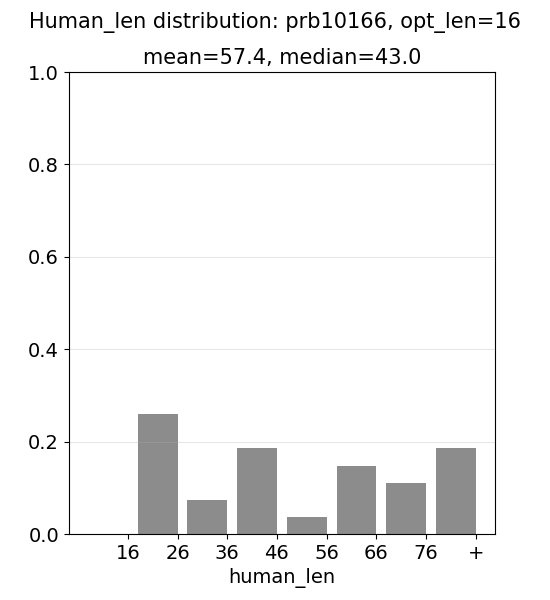 Human_len distribution: prb10166, opt_len=16
mean=57.4, median=43.0
1.0
0.8
0.6
0.4
0.2
0.0
16 26 36 46 56 66 76 +
human_len